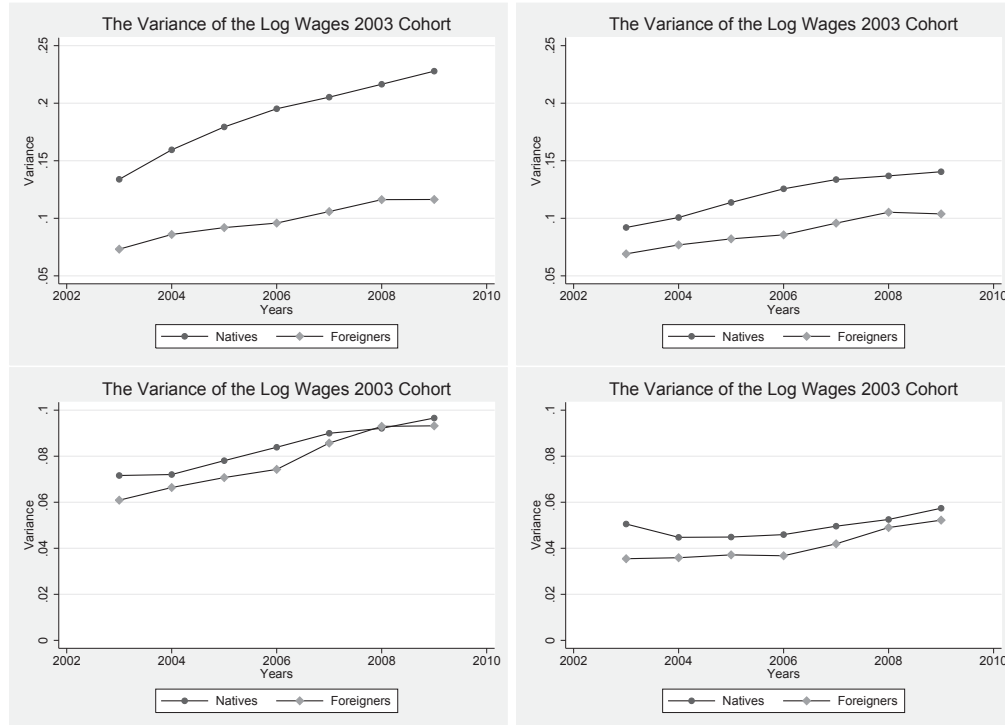 The Variance of the Log Wages 2003 Cohort
.25
.2
.15
.1
.05
Variance
2002 2004 2006 2008 2010
Years
Natives Foreigners
The Variance of the Log Wages 2003 Cohort
.25
.2
.15
.1
.05
Variance
2002 2004 2006 2008 2010
Years
Natives Foreigners
The Variance of the Log Wages 2003 Cohort
.1
.08
.06
.04
.02
0
Variance
2002 2004 2006 2008 2010
Years
Natives Foreigners
The Variance of the Log Wages 2003 Cohort
.1
.08
.06
.04
.02
0
Variance
2002 2004 2006 2008 2010
Years
Natives Foreigners